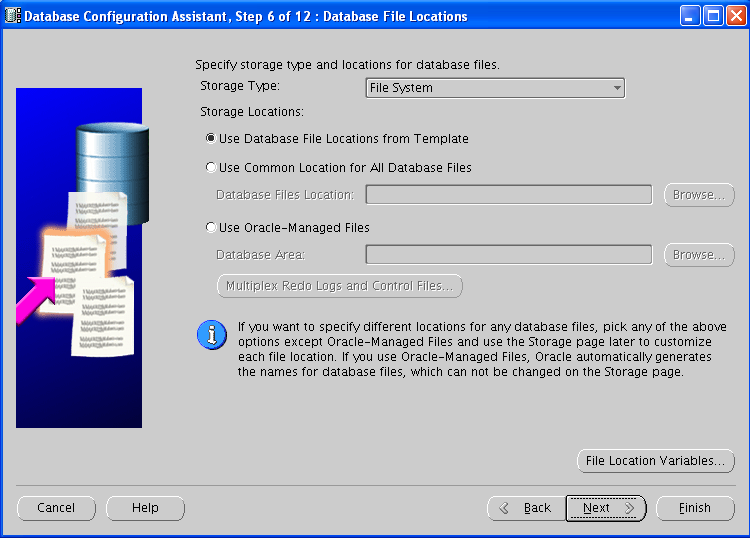 Database Configuration Assistant, Step 6 of 12 : Database File Locations
Specify storage type and locations for database files.
Storage Type: File System
Storage Locations:
Use Database File Locations from Template
Use Common Location for All Database Files
Database Files Location: Browse...
Use Oracle-Managed Files
Database Area: Browse...
Multiplex Redo Logs and Control Files...
If you want to specify different locations for any database files, pick any of the above
options except Oracle-Managed Files and use the Storage page later to customize
each file location. If you use Oracle-Managed Files, Oracle automatically generates
the names for database files, which can not be changed on the Storage page.
File Location Variables...
Cancel Help Back Next Finish